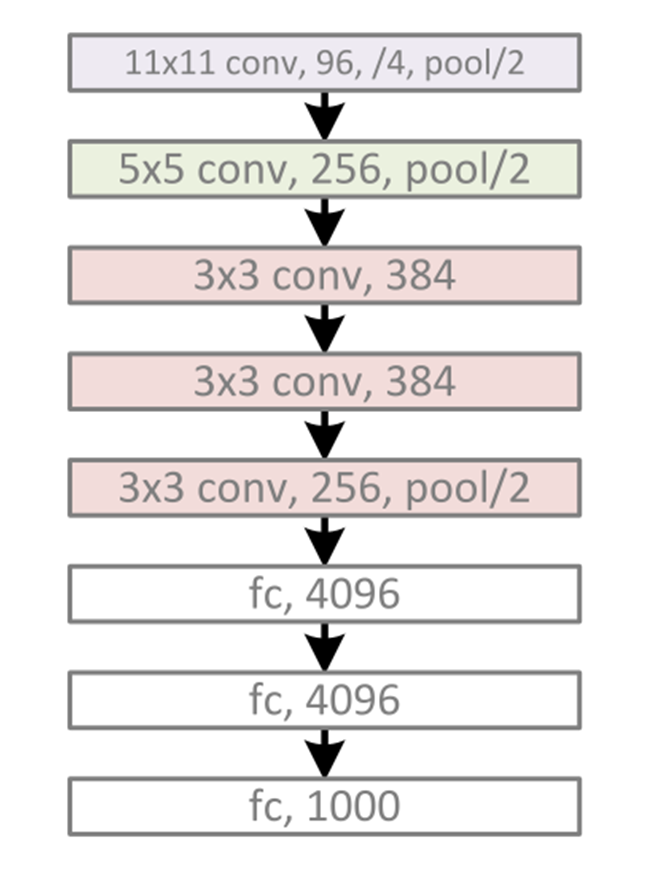 11x11 conv, 96, /4, pool/2
5x5 conv, 256, pool/2
3x3 conv, 384
3x3 conv, 384
3x3 conv, 256, pool/2
fc, 4096
fc, 4096
fc, 1000